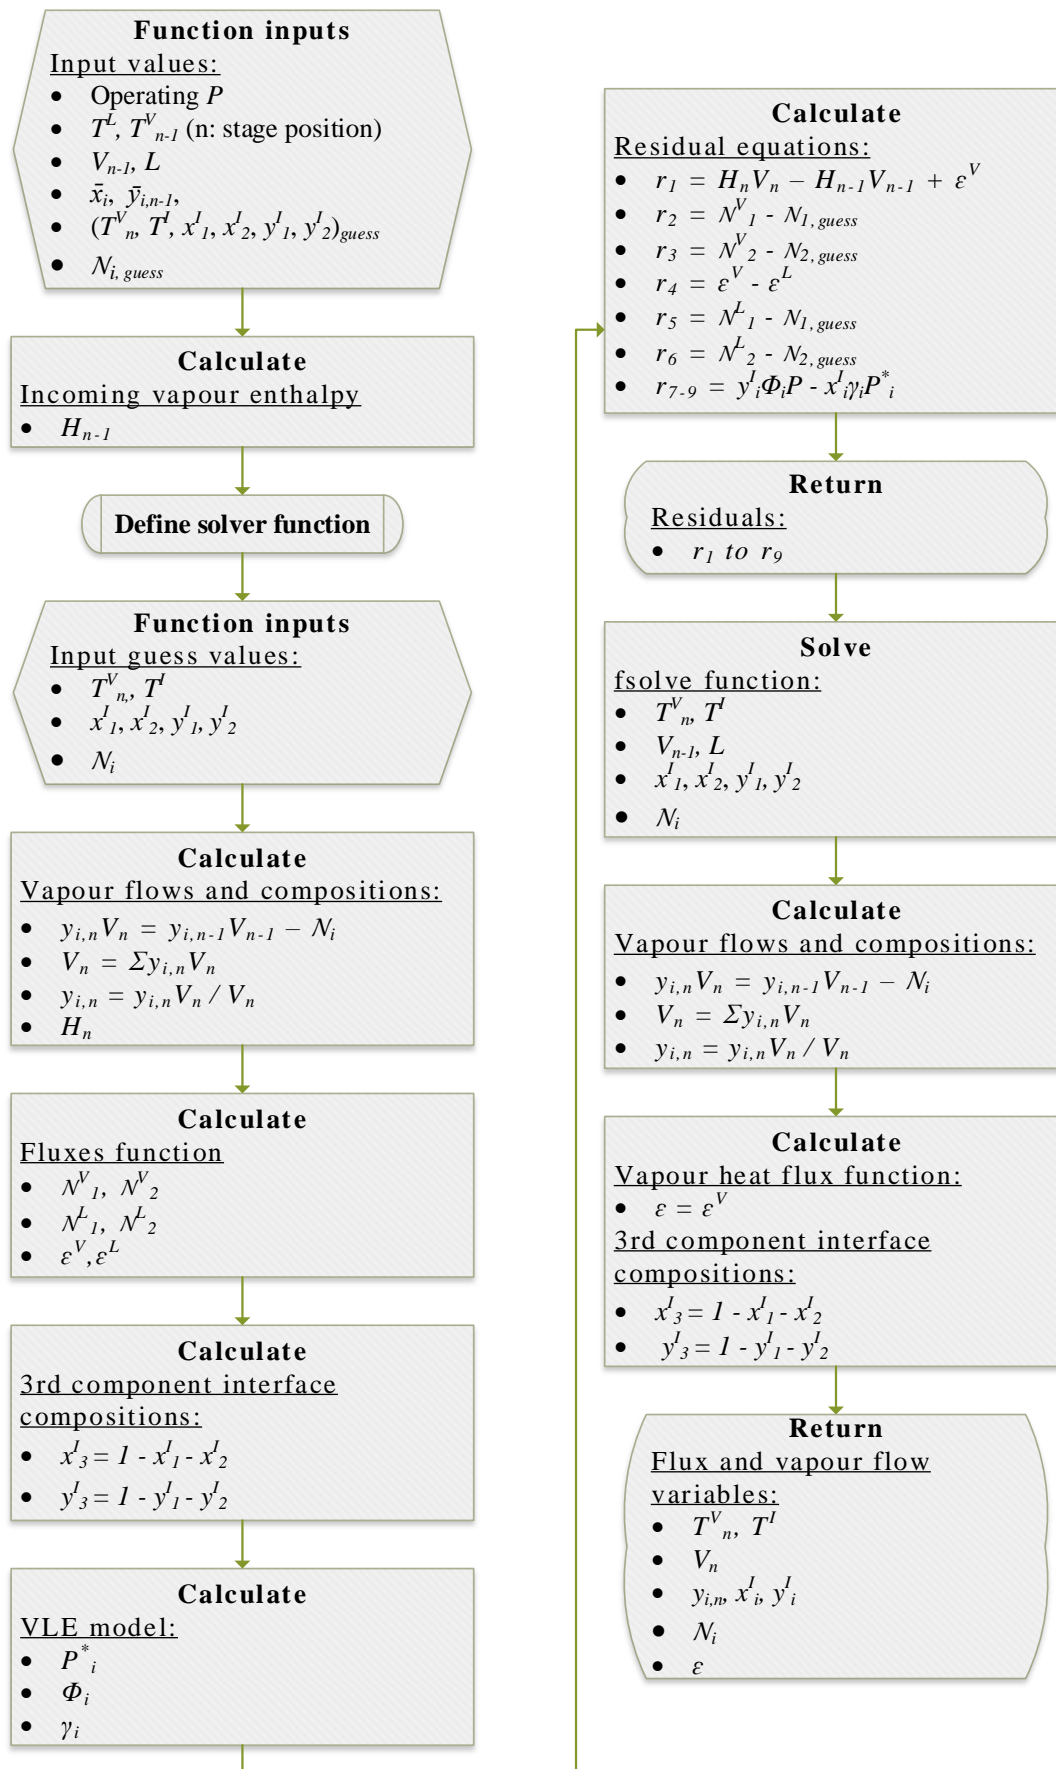 Function inputs
Input values:
• Operating P
• T^L, T^V_{n-1} (n: stage position)
• V_{n-1}, L
• x̄_i, ȳ_{i,n-1},
• (T^V_n, T^I, x^I_1, x^I_2, y^I_1, y^I_2)_{guess}
• N_{i, guess}
Calculate
Incoming vapour enthalpy
• H_{n-1}
Define solver function
Function inputs
Input guess values:
• T^V_{n,}, T^I
• x^I_1, x^I_2, y^I_1, y^I_2
• N_i
Calculate
Vapour flows and compositions:
• y_{i,n}V_n = y_{i,n-1}V_{n-1} – N_i
• V_n = Σy_{i,n}V_n
• y_{i,n} = y_{i,n}V_n / V_n
• H_n
Calculate
Fluxes function
• N^V_1, N^V_2
• N^L_1, N^L_2
• ε^V,ε^L
Calculate
3rd component interface
compositions:
• x^I_3 = 1 - x^I_1 - x^I_2
• y^I_3 = 1 - y^I_1 - y^I_2
Calculate
VLE model:
• P^*_i
• Φ_i
• γ_i
Calculate
Residual equations:
• r_1 = H_nV_n – H_{n-1}V_{n-1} + ε^V
• r_2 = N^V_1 - N_{1,guess}
• r_3 = N^V_2 - N_{2,guess}
• r_4 = ε^V - ε^L
• r_5 = N^L_1 - N_{1,guess}
• r_6 = N^L_2 - N_{2,guess}
• r_{7-9} = y^I_iΦ_iP - x^I_iγ_iP^*_i
Return
Residuals:
• r_1 to r_9
Solve
fsolve function:
• T^V_n, T^I
• V_{n-1}, L
• x^I_1, x^I_2, y^I_1, y^I_2
• N_i
Calculate
Vapour flows and compositions:
• y_{i,n}V_n = y_{i,n-1}V_{n-1} – N_i
• V_n = Σy_{i,n}V_n
• y_{i,n} = y_{i,n}V_n / V_n
Calculate
Vapour heat flux function:
• ε = ε^V
3rd component interface
compositions:
• x^I_3 = 1 - x^I_1 - x^I_2
• y^I_3 = 1 - y^I_1 - y^I_2
Return
Flux and vapour flow
variables:
• T^V_n, T^I
• V_n
• y_{i,n}, x^I_i, y^I_i
• N_i
• ε